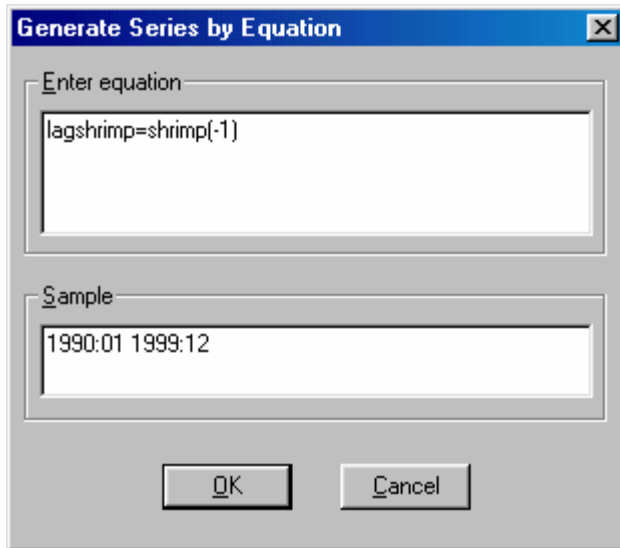 Generate Series by Equation
Enter equation
lagshrimp=shrimp(-1)
Sample
1990:01 1999:12
OK
Cancel